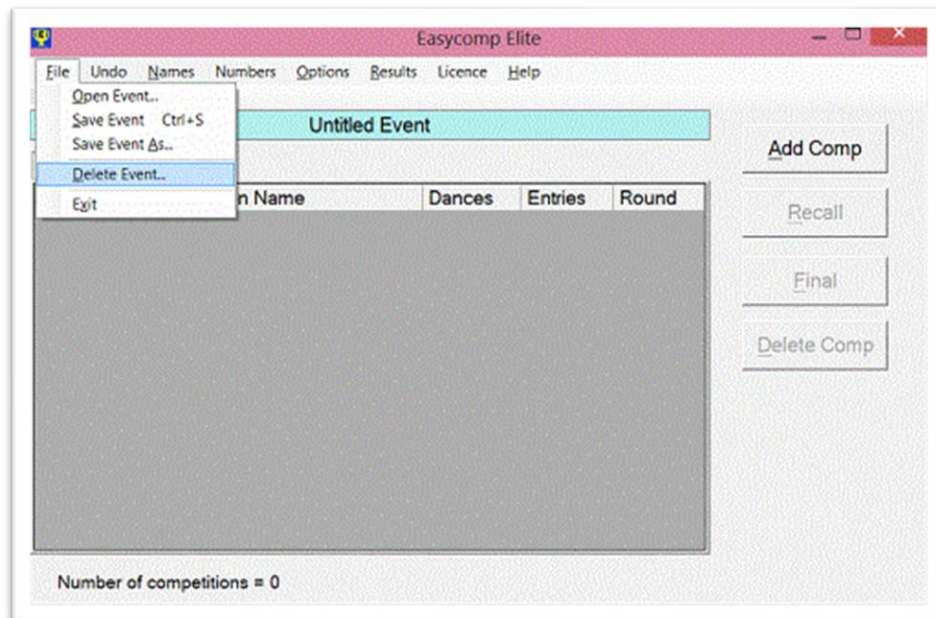 Easycomp Elite
File Undo Names Numbers Options Results Licence Help
Open Event..
Save Event Ctrl+S
Save Event As..
Delete Event..
Exit
Untitled Event
n Name Dances Entries Round
Add Comp
Recall
Final
Delete Comp
Number of competitions = 0